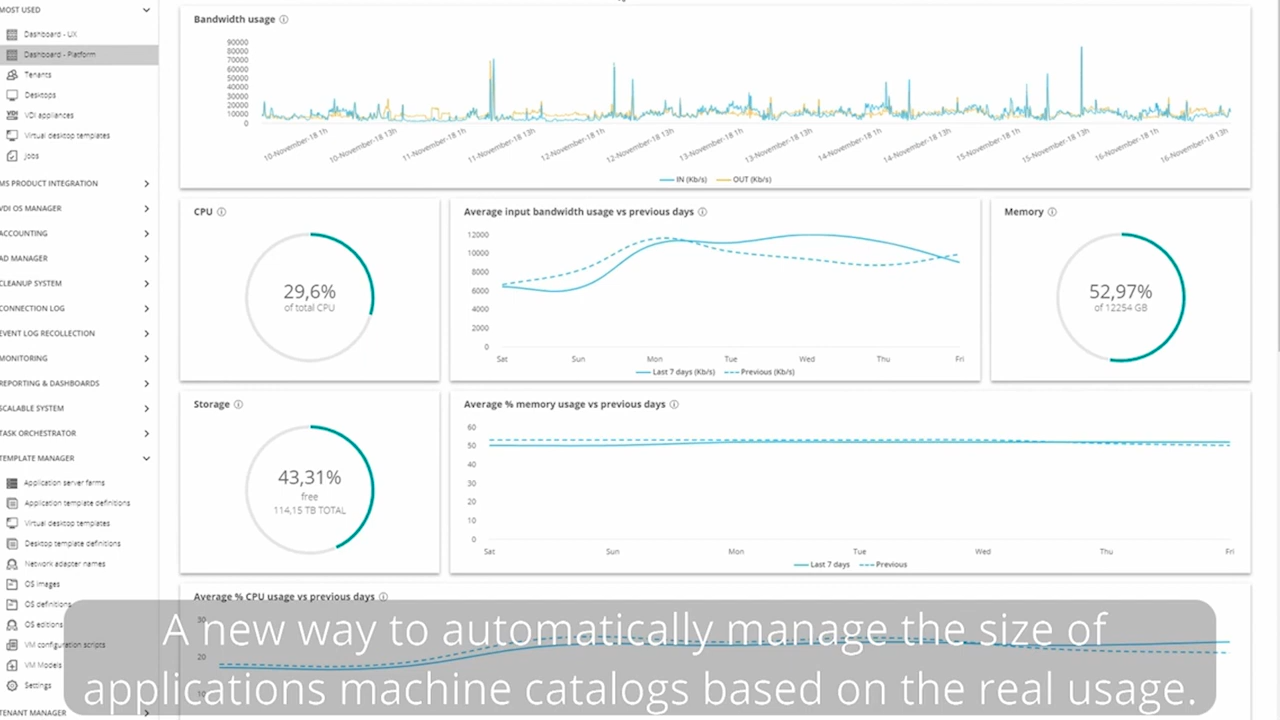 MOST USED
Dashboard - UX
Dashboard - Platform
Tenants
Desktops
VDI appliances
Virtual desktop templates
Jobs
MS PRODUCT INTEGRATION
VDI OS MANAGER
ACCOUNTING
AD MANAGER
CLEANUP SYSTEM
CONNECTION LOG
EVENT LOG RECOLLECTION
MONITORING
REPORTING & DASHBOARDS
SCALABLE SYSTEM
TASK ORCHESTRATOR
TEMPLATE MANAGER
Application server farms
Application template definitions
Virtual desktop templates
Desktop template definitions
Network adapter names
OS images
OS definitions
OS editions
VM configuration scripts
VM Models
Settings
TENANT MANAGER
Bandwidth usage
90000
80000
70000
60000
50000
40000
30000
20000
10000
0
10-November-18 1h
10-November-18 13h
11-November-18 1h
11-November-18 13h
12-November-18 1h
12-November-18 13h
13-November-18 1h
13-November-18 13h
14-November-18 1h
14-November-18 13h
15-November-18 1h
15-November-18 13h
16-November-18 1h
16-November-18 13h
IN (Kb/s) OUT (Kb/s)
CPU
29,6%
of total CPU
Average input bandwidth usage vs previous days
12000
10000
8000
6000
4000
2000
0
Sat Sun Mon Tue Wed Thu Fri
Last 7 days (Kb/s) Previous (Kb/s)
Memory
52,97%
of 12254 GB
Storage
43,31%
free
114,15 TB TOTAL
Average % memory usage vs previous days
60
50
40
30
20
10
0
Sat Sun Mon Tue Wed Thu Fri
Last 7 days Previous
Average % CPU usage vs previous days
30
20
10
A new way to automatically manage the size of
applications machine catalogs based on the real usage.